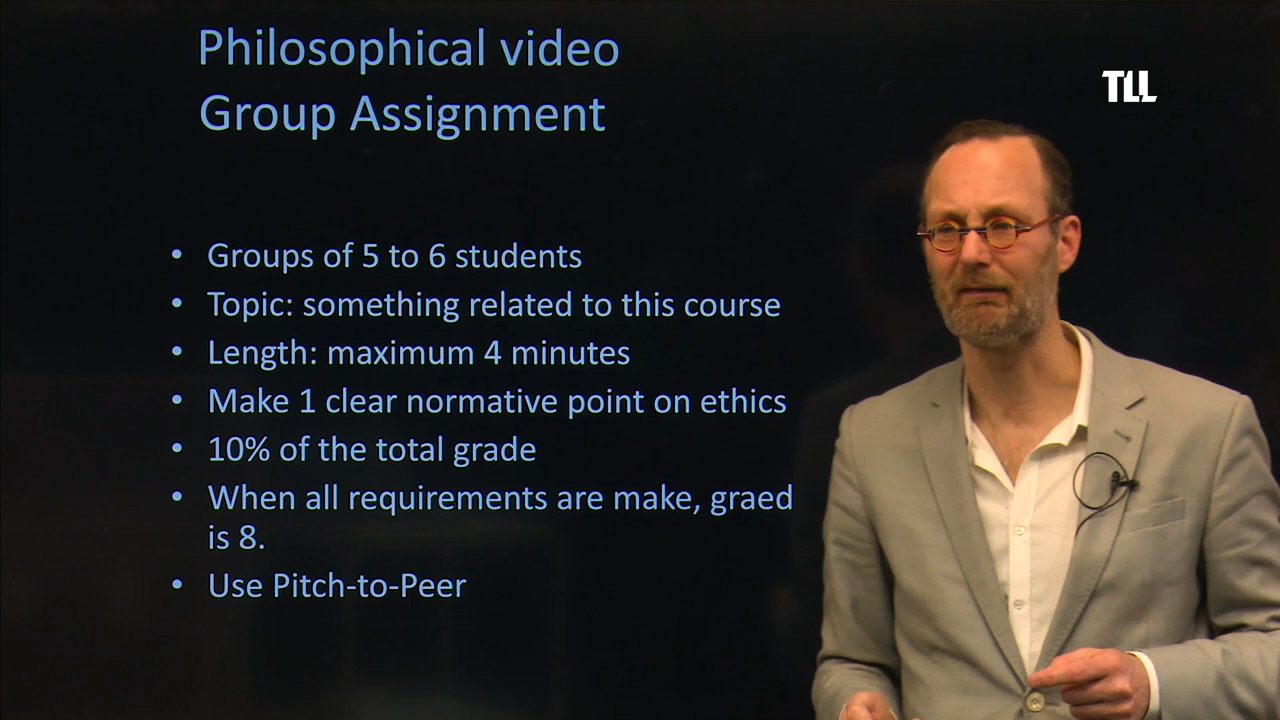 Philosophical video
Group Assignment
TLL
• Groups of 5 to 6 students
• Topic: something related to this course
• Length: maximum 4 minutes
• Make 1 clear normative point on ethics
• 10% of the total grade
• When all requirements are make, graed
is 8.
• Use Pitch-to-Peer